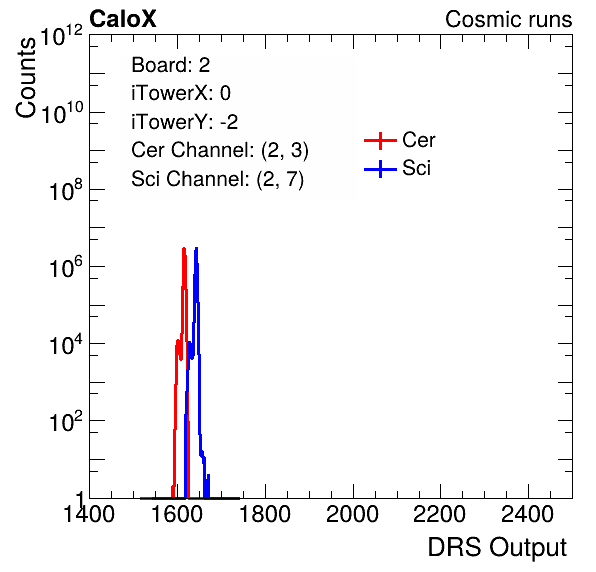 CaloX Cosmic runs
Counts
10^12
10^10
10^8
10^6
10^4
10^2
1
Board: 2
iTowerX: 0
iTowerY: -2
Cer Channel: (2, 3)
Sci Channel: (2, 7)
Cer
Sci
1400 1600 1800 2000 2200 2400
DRS Output